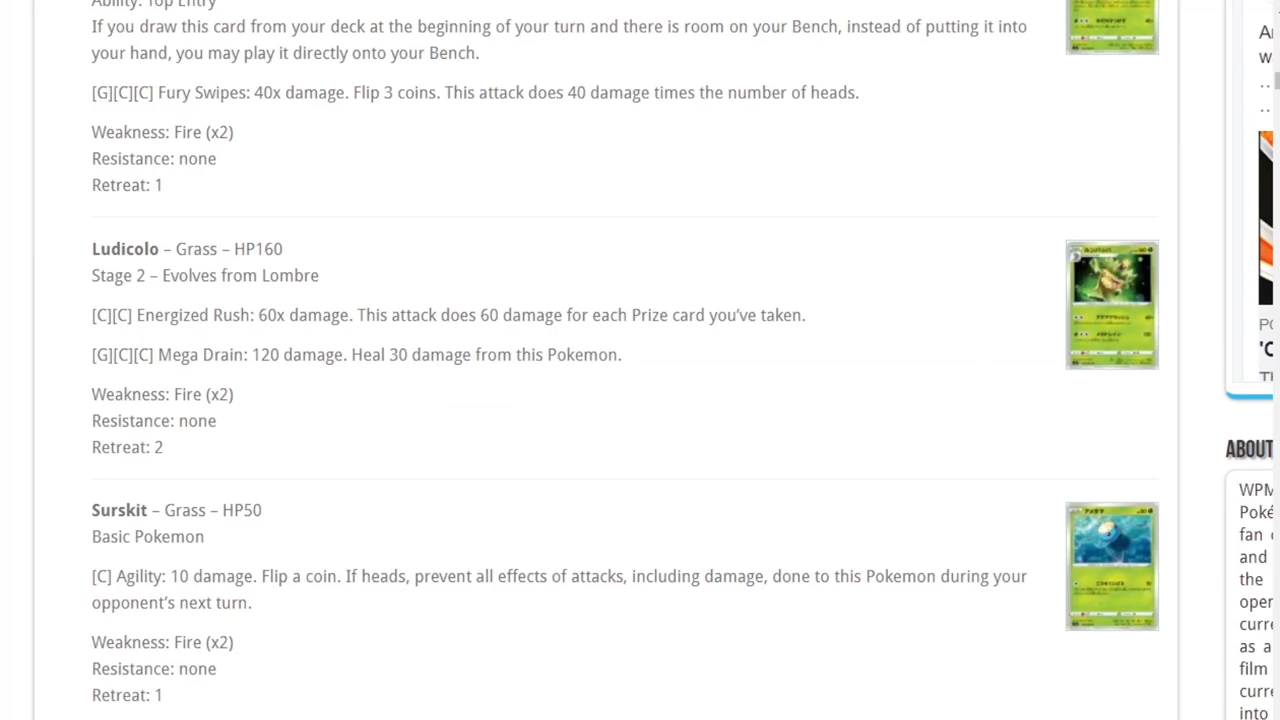 Ability: Top Entry
If you draw this card from your deck at the beginning of your turn and there is room on your Bench, instead of putting it into
your hand, you may play it directly onto your Bench.
[G][C][C] Fury Swipes: 40x damage. Flip 3 coins. This attack does 40 damage times the number of heads.
Weakness: Fire (x2)
Resistance: none
Retreat: 1
Ludicolo – Grass – HP160
Stage 2 – Evolves from Lombre
[C][C] Energized Rush: 60x damage. This attack does 60 damage for each Prize card you’ve taken.
[G][C][C] Mega Drain: 120 damage. Heal 30 damage from this Pokemon.
Weakness: Fire (x2)
Resistance: none
Retreat: 2
Surskit – Grass – HP50
Basic Pokemon
[C] Agility: 10 damage. Flip a coin. If heads, prevent all effects of attacks, including damage, done to this Pokemon during your
opponent’s next turn.
Weakness: Fire (x2)
Resistance: none
Retreat: 1
ABOUT
WPM
Poké
fan
and
the
oper
curre
as a
film
curre
into